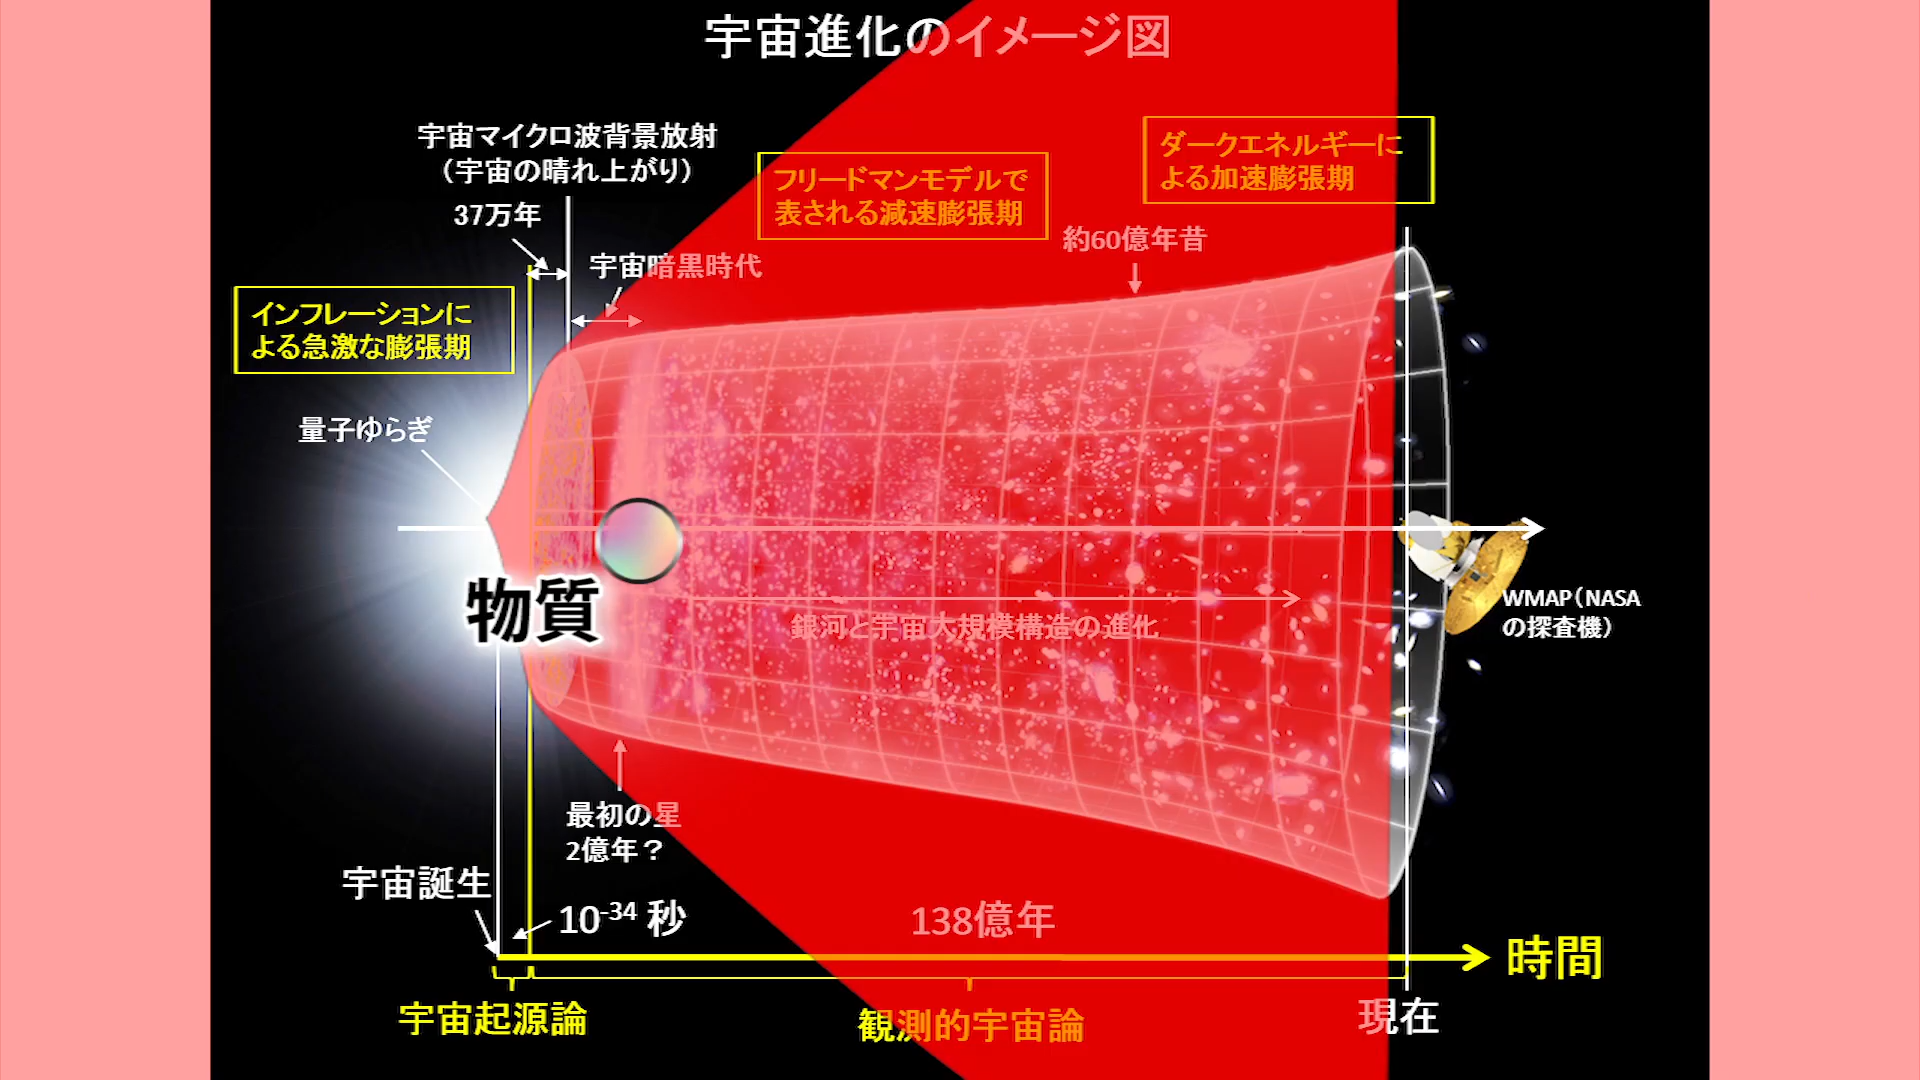 宇宙進化のイメージ図
宇宙マイクロ波背景放射
（宇宙の晴れ上がり）
37万年
宇宙暗黒時代
フリードマンモデルで
表される減速膨張期
ダークエネルギーに
よる加速膨張期
約60億年昔
インフレーションに
よる急激な膨張期
量子ゆらぎ
物質
銀河と宇宙大規模構造の進化
WMAP（NASA
の探査機）
最初の星
2億年？
宇宙誕生
10-34 秒
138億年
時間
宇宙起源論
観測的宇宙論
現在